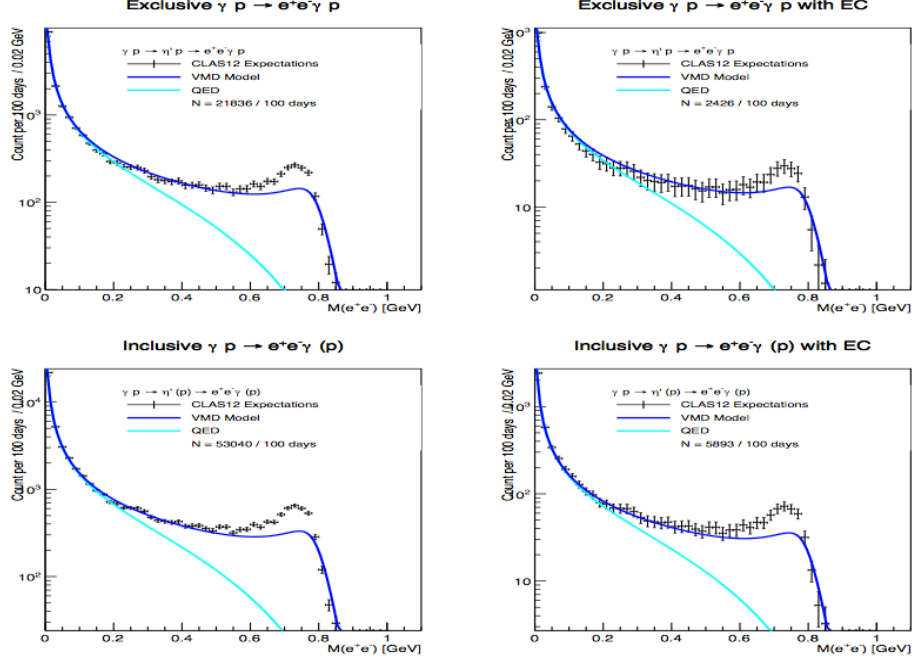 Exclusive γ p → e⁺e⁻γ p
Count per 100 days / 0.02 GeV
10³
10²
10
γ p → η' p → e⁺e⁻γ p
CLAS12 Expectations
VMD Model
QED
N = 21836 / 100 days
0 0.2 0.4 0.6 0.8 1
M(e⁺e⁻) [GeV]
Exclusive γ p → e⁺e⁻γ p with EC
Count per 100 days / 0.02 GeV
10³
10²
10
γ p → η' p → e⁺e⁻γ p
CLAS12 Expectations
VMD Model
QED
N = 2426 / 100 days
0 0.2 0.4 0.6 0.8 1
M(e⁺e⁻) [GeV]
Inclusive γ p → e⁺e⁻γ (p)
Count per 100 days / 0.02 GeV
10⁴
10³
10²
γ p → η' (p) → e⁺e⁻γ (p)
CLAS12 Expectations
VMD Model
QED
N = 53040 / 100 days
0 0.2 0.4 0.6 0.8 1
M(e⁺e⁻) [GeV]
Inclusive γ p → e⁺e⁻γ (p) with EC
Count per 100 days / 0.02 GeV
10³
10²
10
γ p → η' (p) → e⁺e⁻γ (p)
CLAS12 Expectations
VMD Model
QED
N = 5893 / 100 days
0 0.2 0.4 0.6 0.8 1
M(e⁺e⁻) [GeV]